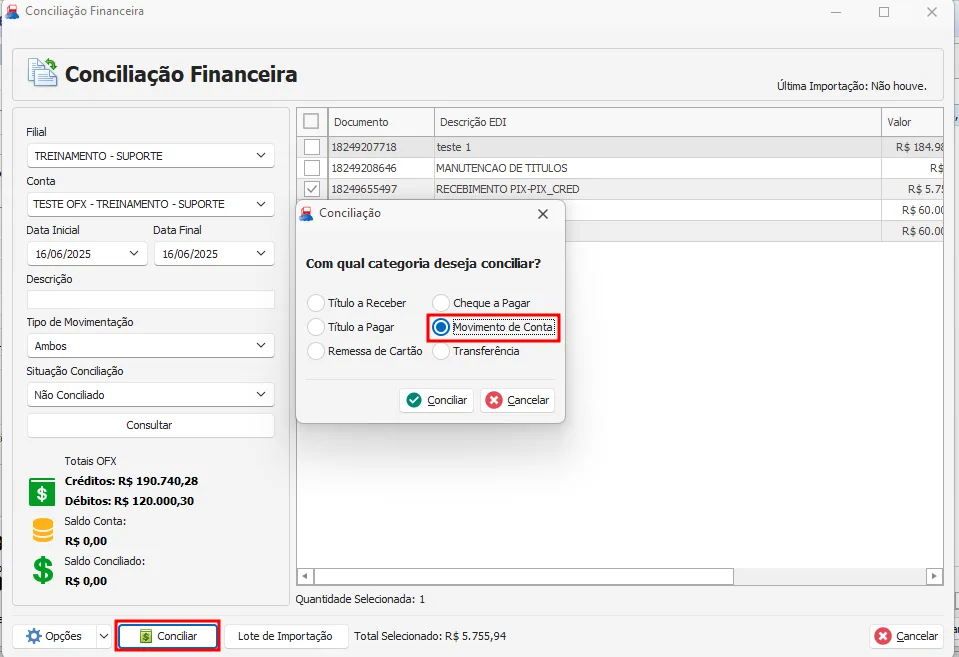 Conciliação Financeira
Conciliação Financeira
Última Importação: Não houve.
Filial
TREINAMENTO - SUPORTE
Conta
TESTE OFX - TREINAMENTO - SUPORTE
Data Inicial Data Final
16/06/2025 16/06/2025
Descrição
Tipo de Movimentação
Ambos
Situação Conciliação
Não Conciliado
Consultar
Totais OFX
Créditos: R$ 190.740,28
Débitos: R$ 120.000,30
Saldo Conta:
R$ 0,00
Saldo Conciliado:
R$ 0,00
Documento Descrição EDI Valor
18249207718 teste 1 R$ 184.98
18249208646 MANUTENCAO DE TITULOS R$
18249655497 RECEBIMENTO PIX-PIX_CRED R$ 5.75
R$ 60.00
R$ 60.00
Conciliação
Com qual categoria deseja conciliar?
Título a Receber Cheque a Pagar
Título a Pagar Movimento de Conta
Remessa de Cartão Transferência
Conciliar Cancelar
Quantidade Selecionada: 1
Opções Conciliar Lote de Importação Total Selecionado: R$ 5.755,94 Cancelar